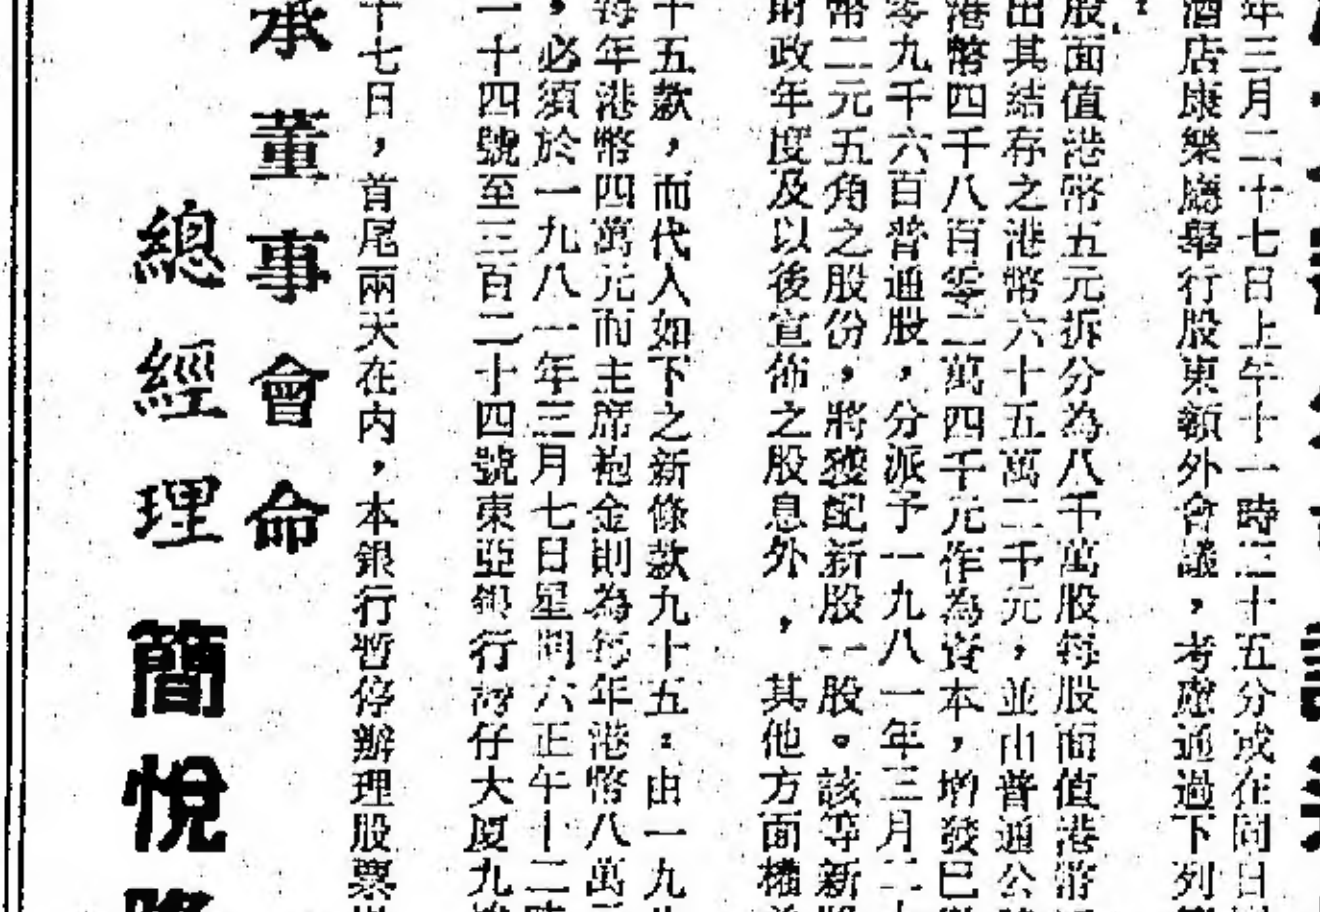 年三月二十七日上午十一時三十五分或在同日
酒店康樂廳舉行股東額外會議，考慮通過下列
股面值港幣五元拆分為八千萬股每股面值港幣
出其結存之港幣六十五萬二千元，並由普通公
港幣四千八百零二萬四千元作為資本，增發已
零九千六百普通股，分派予一九八一年三月二
幣二元五角之股份，將獲配新股一股。該等新股
財政年度及以後宣佈之股息外，其他方面權
十五款，而代入如下之新條款九十五：由一九
每年港幣四萬元而主席袍金則為每年港幣八萬
，必須於一九八一年三月七日星期六正午十二時
一十四號至三百二十四號東亞銀行灣仔大廈九
十七日，首尾兩天在内，本銀行暫停辦理股票
承董事會命
總經理簡悅